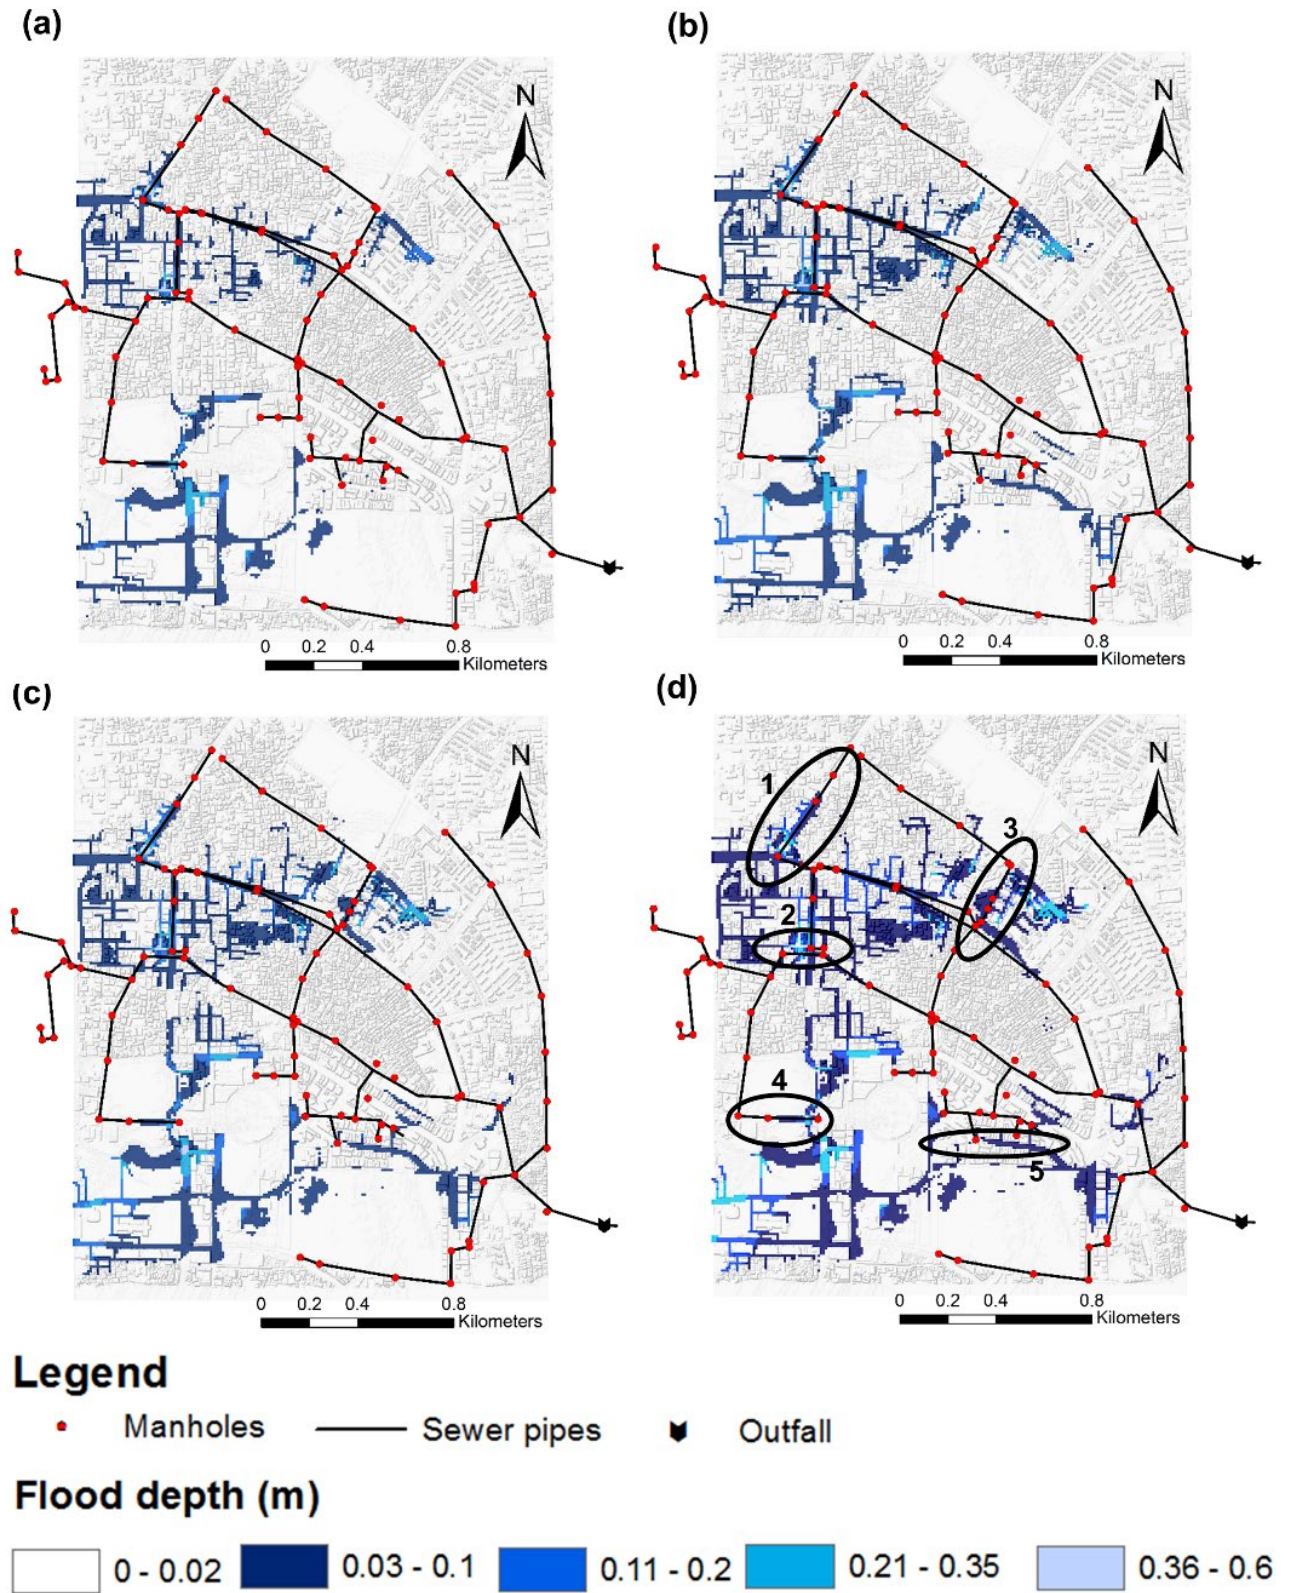 (a)
N
0 0.2 0.4 0.8
Kilometers
(b)
N
0 0.2 0.4 0.8
Kilometers
(c)
N
0 0.2 0.4 0.8
Kilometers
(d)
1
N
3
2
4
5
0 0.2 0.4 0.8
Kilometers
Legend
Manholes Sewer pipes Outfall
Flood depth (m)
0 - 0.02 0.03 - 0.1 0.11 - 0.2 0.21 - 0.35 0.36 - 0.6